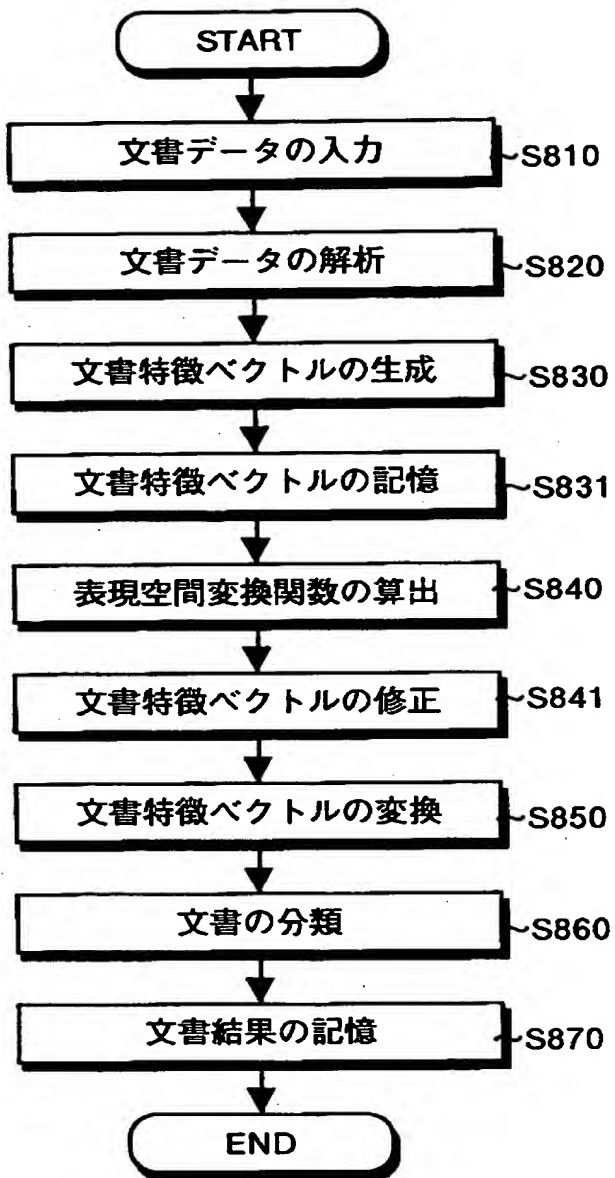 START
文書データの入力
S810
文書データの解析
S820
文書特徴ベクトルの生成
S830
文書特徴ベクトルの記憶
S831
表現空間変換関数の算出
S840
文書特徴ベクトルの修正
S841
文書特徴ベクトルの変換
S850
文書の分類
S860
文書結果の記憶
S870
END